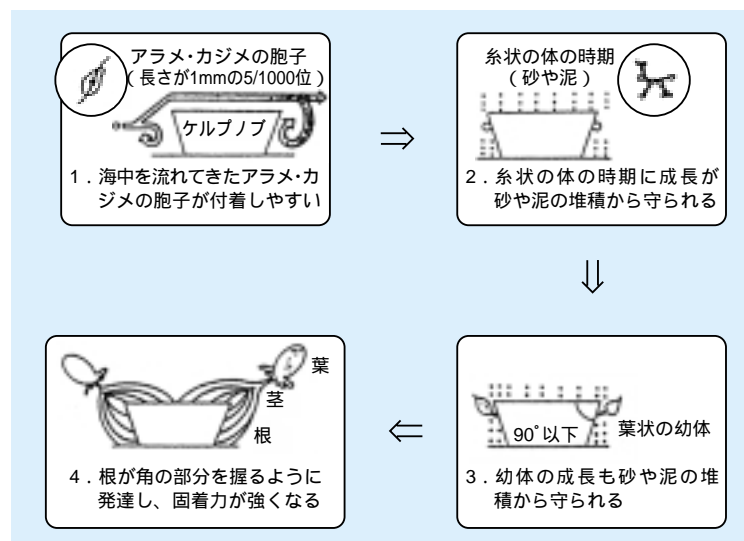 アラメ・カジメの胞子
(長さが1mmの5/1000位)
ケルプノブ
1．海中を流れてきたアラメ・カ
ジメの胞子が付着しやすい
糸状の体の時期
(砂や泥)
2．糸状の体の時期に成長が
砂や泥の堆積から守られる
90°以下
葉状の幼体
3．幼体の成長も砂や泥の堆
積から守られる
葉
茎
根
4．根が角の部分を握るように
発達し、固着力が強くなる